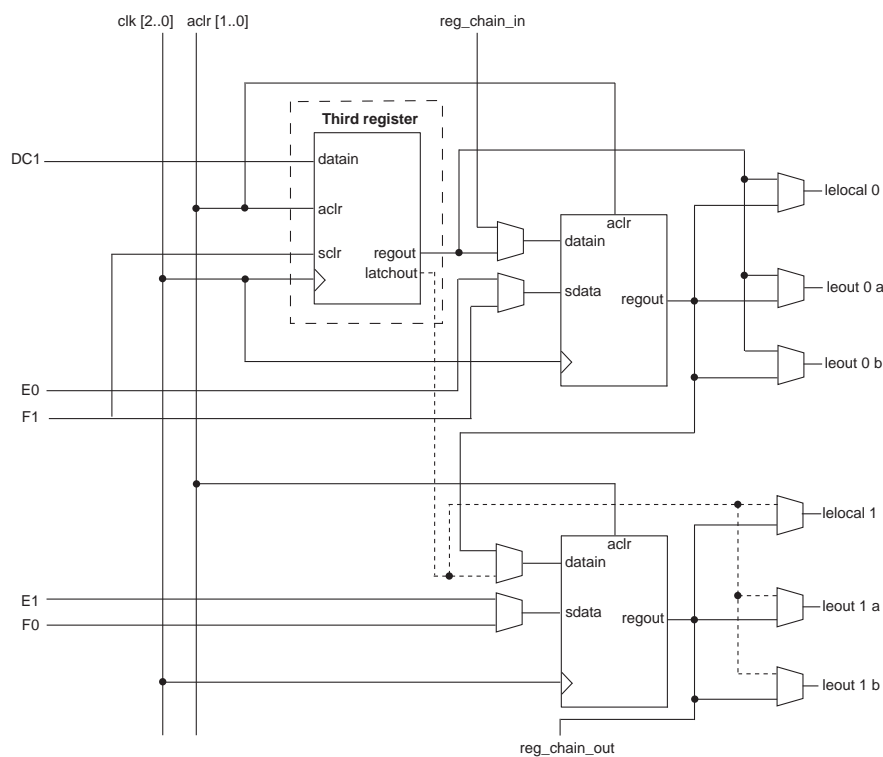 clk [2..0] aclr [1..0] reg_chain_in
Third register
DC1
datain
aclr
sclr
regout
latchout
aclr
datain
sdata
regout
lelocal 0
leout 0 a
leout 0 b
E0
F1
aclr
datain
sdata
regout
lelocal 1
leout 1 a
leout 1 b
E1
F0
reg_chain_out